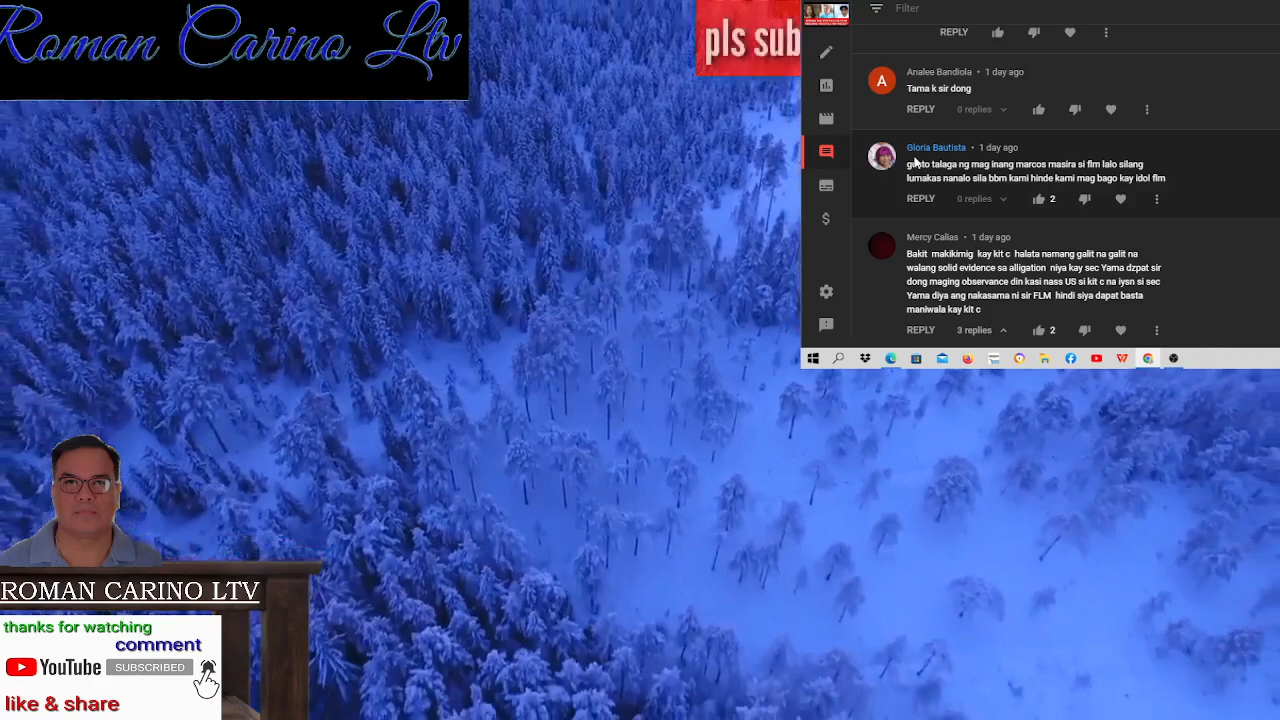 Roman Carino Ltv
pls sub
Filter
REPLY
A
Analee Bandiola • 1 day ago
Tama k sir dong
REPLY 0 replies
Gloria Bautista • 1 day ago
gusto talaga ng mag inang marcos masira si flm lalo silang
lumakas nanalo sila bbm kami hinde kami mag bago kay idol flm
REPLY 0 replies 2
Mercy Calias • 1 day ago
Bakit makikimig kay kit c halata namang galit na galit na
walang solid evidence sa alligation niya kay sec Yama dzpat sir
dong maging observance din kasi nass US si kit c na iysn si sec
Yama diya ang nakasama ni sir FLM hindi siya dapat basta
maniwala kay kit c
REPLY 3 replies 2
ROMAN CARINO LTV
thanks for watching
comment
YouTube SUBSCRIBED
like & share